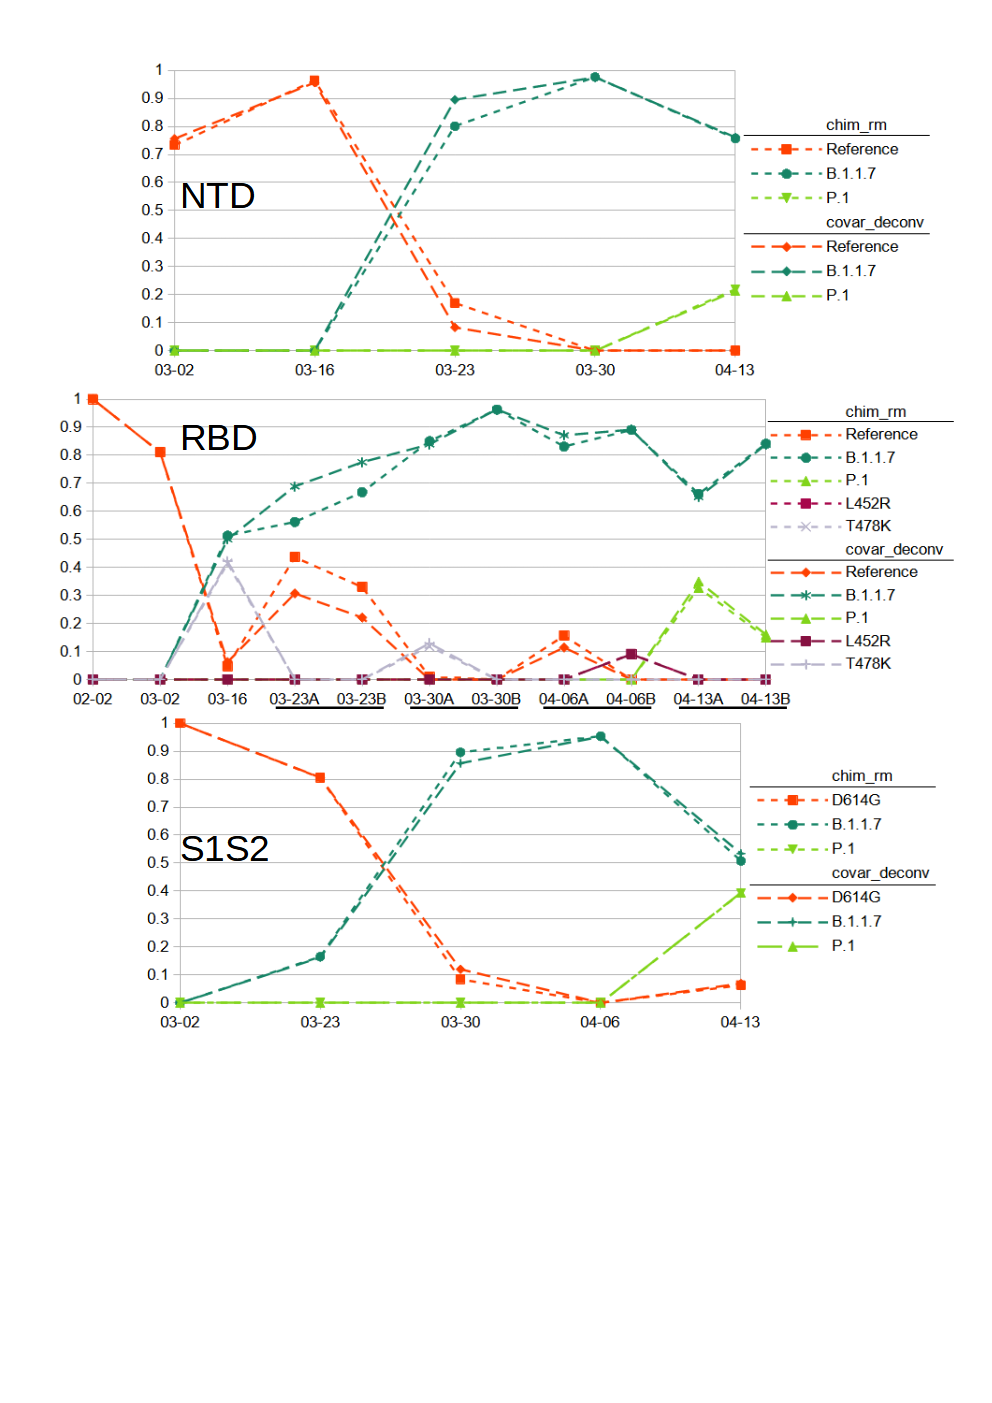 1
0.9
0.8
0.7
0.6
0.5
0.4
0.3
0.2
0.1
0
NTD
03-02 03-16 03-23 03-30 04-13
chim_rm
Reference
B.1.1.7
P.1
covar_deconv
Reference
B.1.1.7
P.1
1
0.9
0.8
0.7
0.6
0.5
0.4
0.3
0.2
0.1
0
RBD
02-02 03-02 03-16 03-23A 03-23B 03-30A 03-30B 04-06A 04-06B 04-13A 04-13B
chim_rm
Reference
B.1.1.7
P.1
L452R
T478K
covar_deconv
Reference
B.1.1.7
P.1
L452R
T478K
1
0.9
0.8
0.7
0.6
0.5
0.4
0.3
0.2
0.1
0
S1S2
03-02 03-23 03-30 04-06 04-13
chim_rm
D614G
B.1.1.7
P.1
covar_deconv
D614G
B.1.1.7
P.1